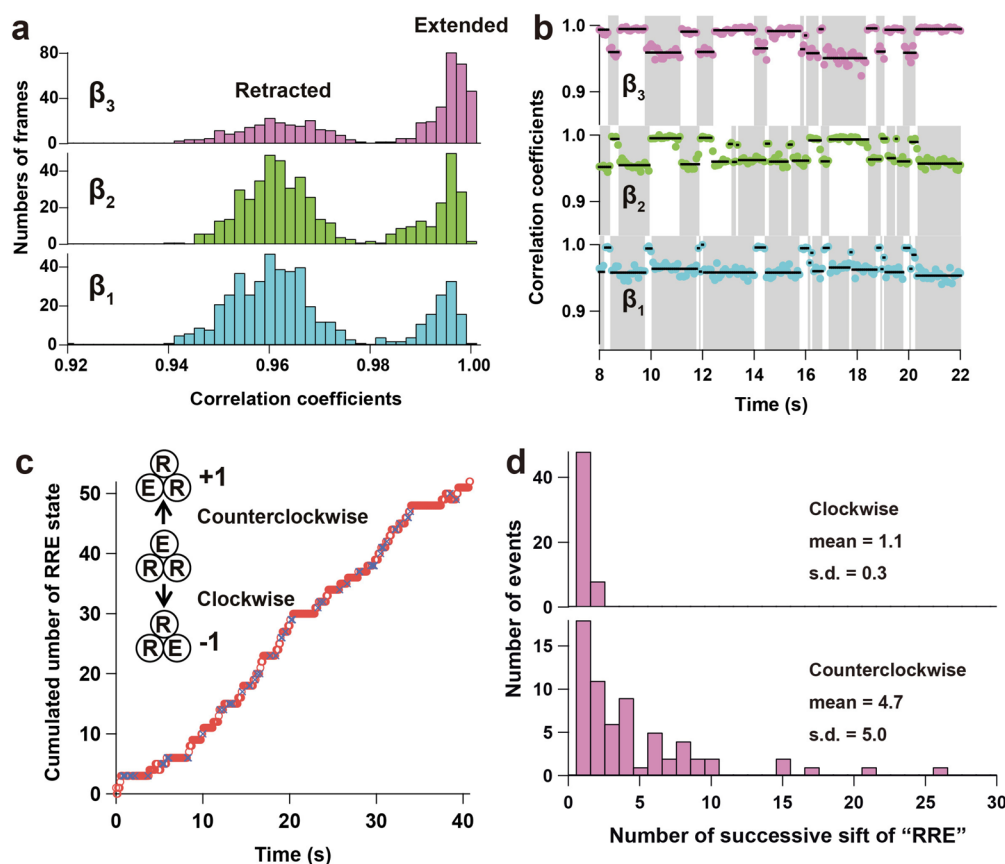 a
Extended
80
40
0
β3
Retracted
Numbers of frames
40
20
0
β2
40
20
0
β1
0.92 0.94 0.96 0.98 1.00
Correlation coefficients
b
1.0
0.9
β3
1.0
0.9
β2
1.0
0.9
β1
Correlation coefficients
8 10 12 14 16 18 20 22
Time (s)
c
R
E R +1
Counterclockwise
E
R R
Clockwise
R
R E -1
50
40
30
20
10
0
Cumulated umber of RRE state
0 10 20 30 40
Time (s)
d
40
20
0
Clockwise
mean = 1.1
s.d. = 0.3
Number of events
15
10
5
0
Counterclockwise
mean = 4.7
s.d. = 5.0
0 5 10 15 20 25 30
Number of successive sift of “RRE”